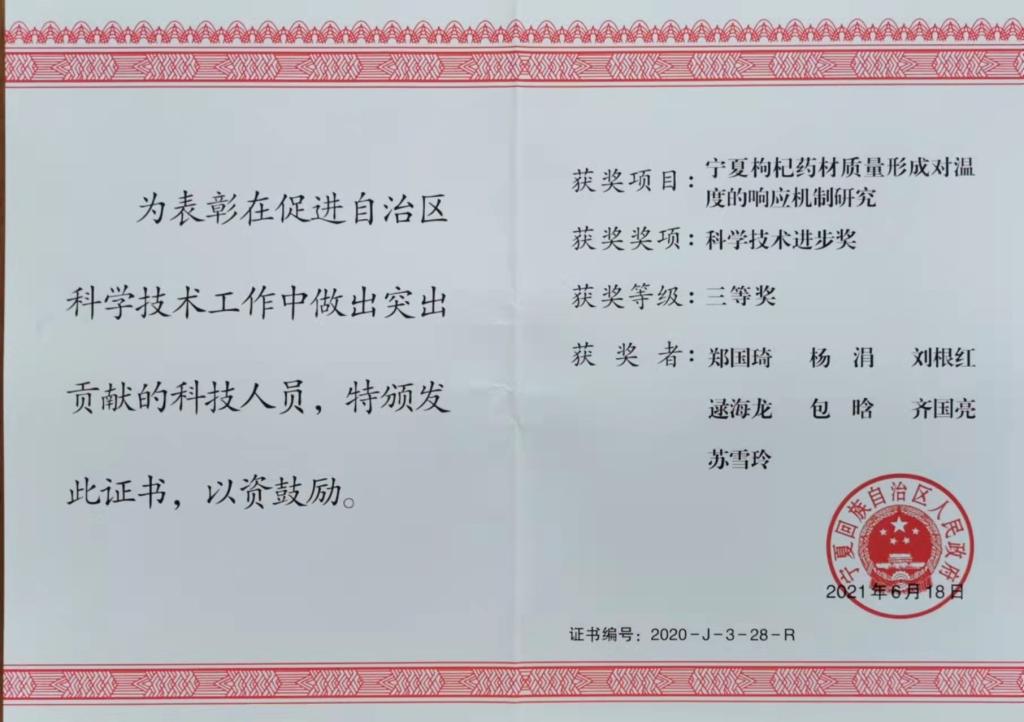 为表彰在促进自治区
科学技术工作中做出突出
贡献的科技人员，特颁发
此证书，以资鼓励。
获奖项目：宁夏枸杞药材质量形成对温
度的响应机制研究
获奖奖项：科学技术进步奖
获奖等级：三等奖
获奖者：郑国琦 杨涓 刘根红
逯海龙 包晗 齐国亮
苏雪玲
宁夏回族自治区人民政府
2021年6月18日
证书编号：2020-J-3-28-R